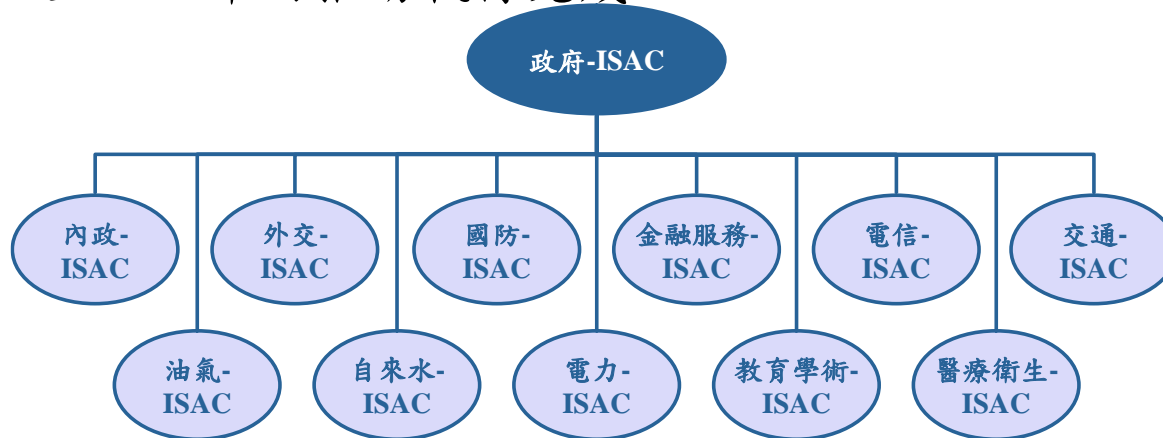 政府-ISAC
內政-
ISAC
外交-
ISAC
國防-
ISAC
金融服務-
ISAC
電信-
ISAC
交通-
ISAC
油氣-
ISAC
自來水-
ISAC
電力-
ISAC
教育學術-
ISAC
醫療衛生-
ISAC